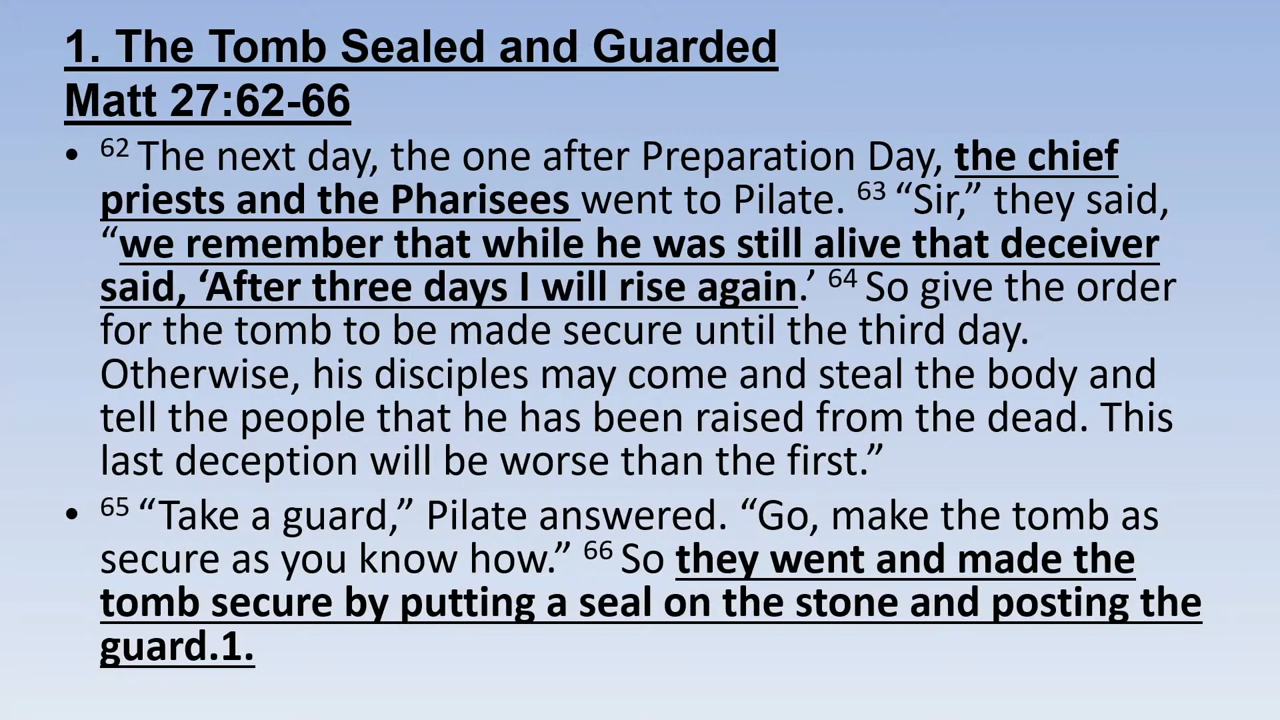 1. The Tomb Sealed and Guarded
Matt 27:62-66
• 62 The next day, the one after Preparation Day, the chief
priests and the Pharisees went to Pilate. 63 “Sir,” they said,
“we remember that while he was still alive that deceiver
said, ‘After three days I will rise again.’ 64 So give the order
for the tomb to be made secure until the third day.
Otherwise, his disciples may come and steal the body and
tell the people that he has been raised from the dead. This
last deception will be worse than the first.”
• 65 “Take a guard,” Pilate answered. “Go, make the tomb as
secure as you know how.” 66 So they went and made the
tomb secure by putting a seal on the stone and posting the
guard.1.